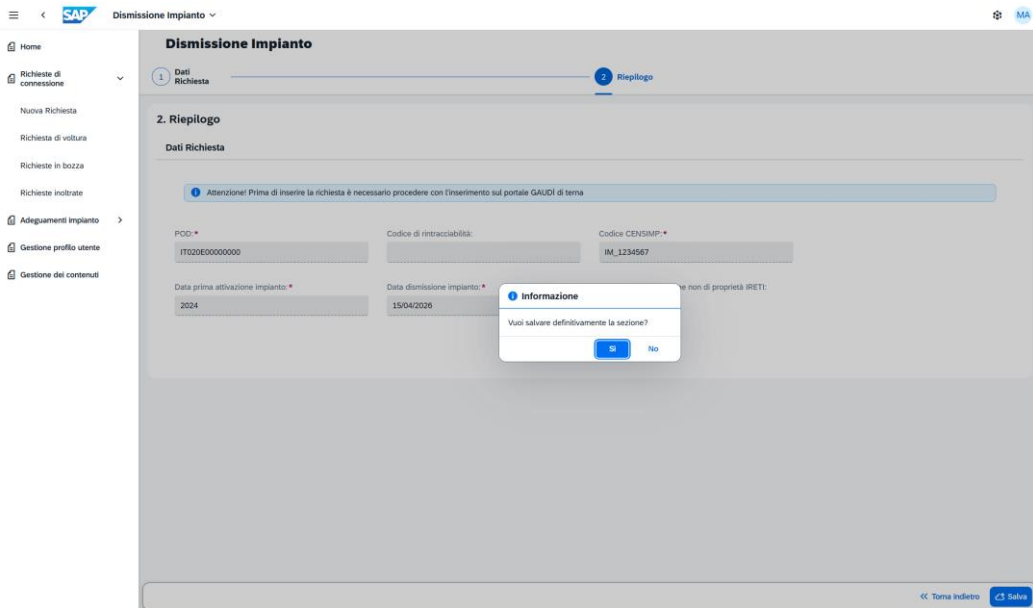 SAP
Dismissione Impianto
MA
Home
Richieste di
connessione
Nuova Richiesta
Richiesta di voltura
Richieste in bozza
Richieste inoltrate
Adeguamenti impianto
Gestione profilo utente
Gestione dei contenuti
Dismissione Impianto
1
Dati
Richiesta
2
Riepilogo
2. Riepilogo
Dati Richiesta
Attenzione! Prima di inserire la richiesta è necessario procedere con l'inserimento sul portale GAUDÌ di terna
POD:*
Codice di rintracciabilità:
Codice CENSIMP:*
IT020E00000000
IM_1234567
Data prima attivazione impianto:*
Data dismissione impianto:*
ne non di proprietà IRETI:
2024
15/04/2026
Informazione
Vuoi salvare definitivamente la sezione?
Sì
No
Torna indietro
Salva